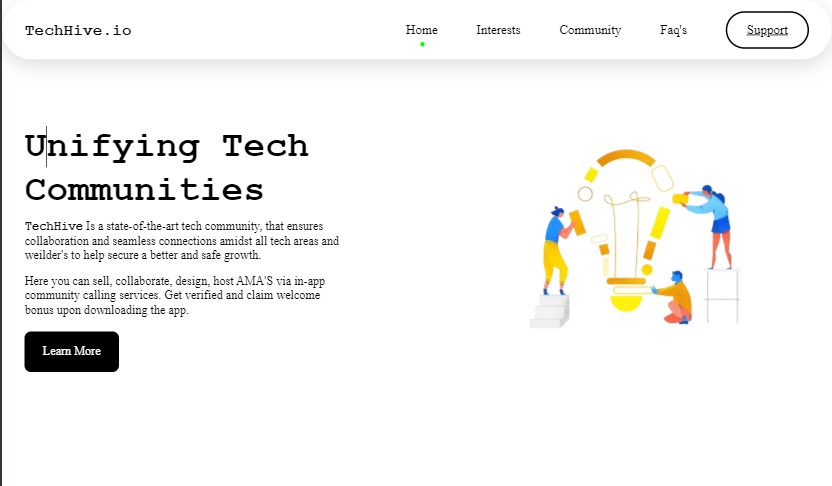 TechHive.io
Home
Interests
Community
Faq's
Support
Unifying Tech
Communities
TechHive Is a state-of-the-art tech community, that ensures
collaboration and seamless connections amidst all tech areas and
weilder's to help secure a better and safe growth.
Here you can sell, collaborate, design, host AMA'S via in-app
community calling services. Get verified and claim welcome
bonus upon downloading the app.
Learn More